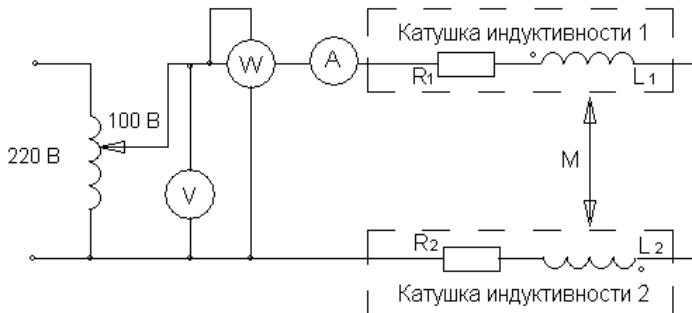 Катушка индуктивности 1
W
A
R1
L1
100 В
220 В
V
M
R2
L2
Катушка индуктивности 2